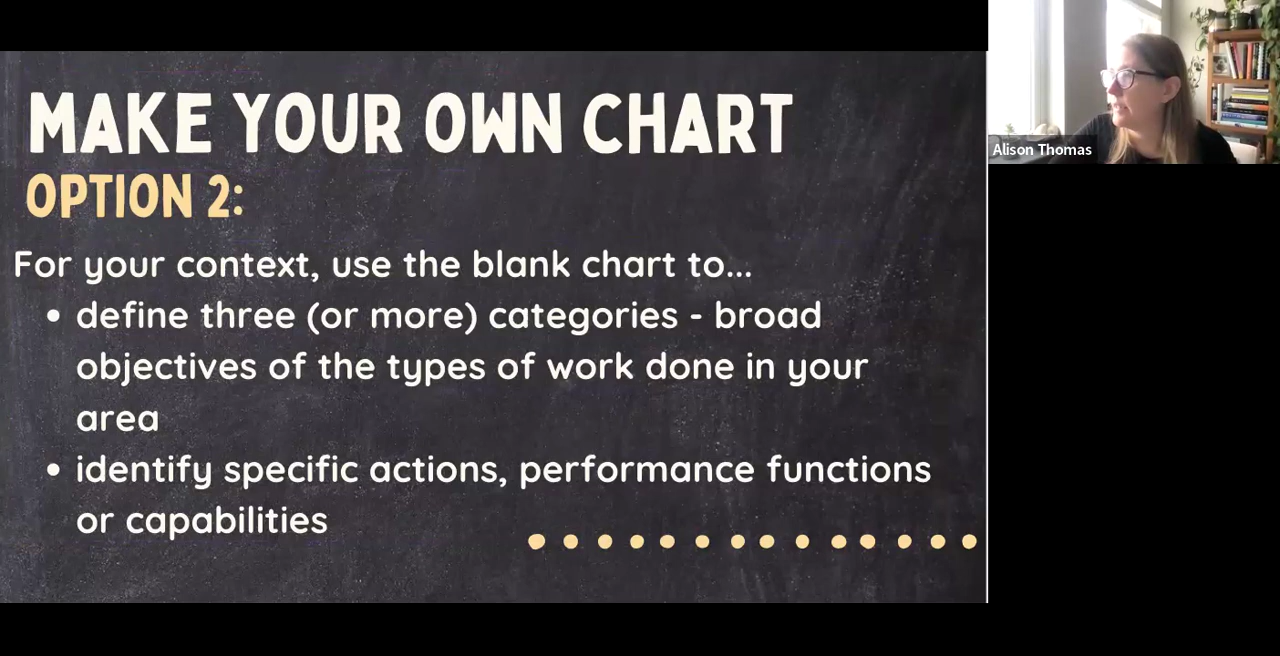 MAKE YOUR OWN CHART
OPTION 2:
For your context, use the blank chart to...
• define three (or more) categories - broad
objectives of the types of work done in your
area
• identify specific actions, performance functions
or capabilities
Alison Thomas